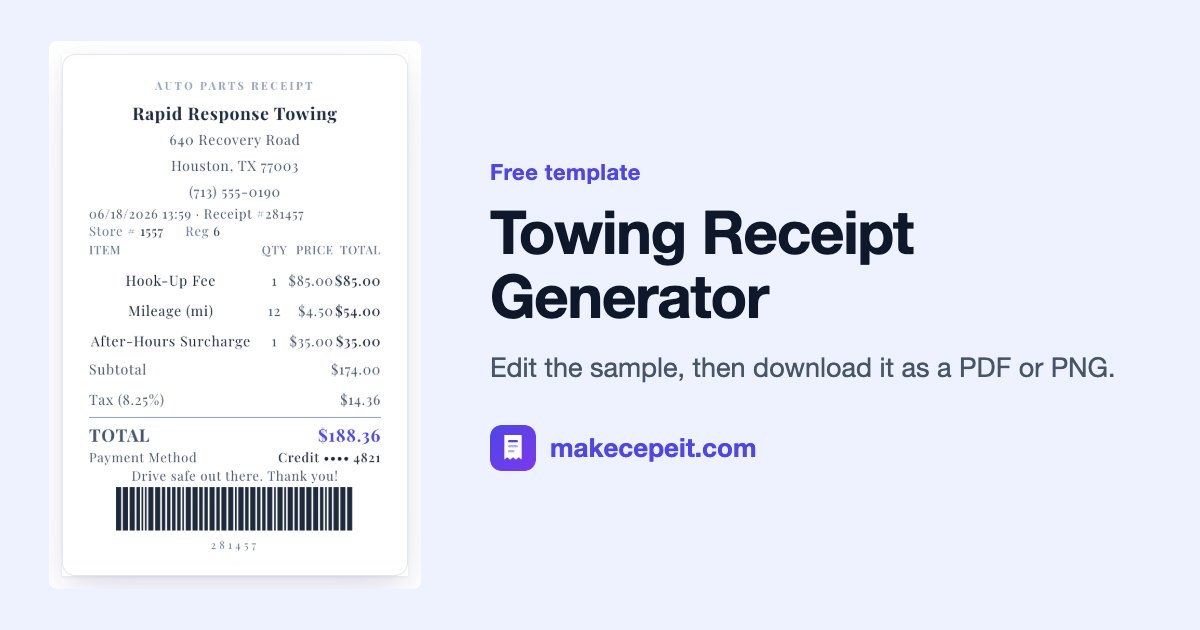 AUTO PARTS RECEIPT
Rapid Response Towing
640 Recovery Road
Houston, TX 77003
(713) 555-0190
06/18/2026 13:59 · Receipt #281457
Store # 1557 Reg 6
ITEM QTY PRICE TOTAL
Hook-Up Fee 1 $85.00 $85.00
Mileage (mi) 12 $4.50 $54.00
After-Hours Surcharge 1 $35.00 $35.00
Subtotal $174.00
Tax (8.25%) $14.36
TOTAL $188.36
Payment Method Credit •••• 4821
Drive safe out there. Thank you!
281457
Free template
Towing Receipt
Generator
Edit the sample, then download it as a PDF or PNG.
makecepeit.com